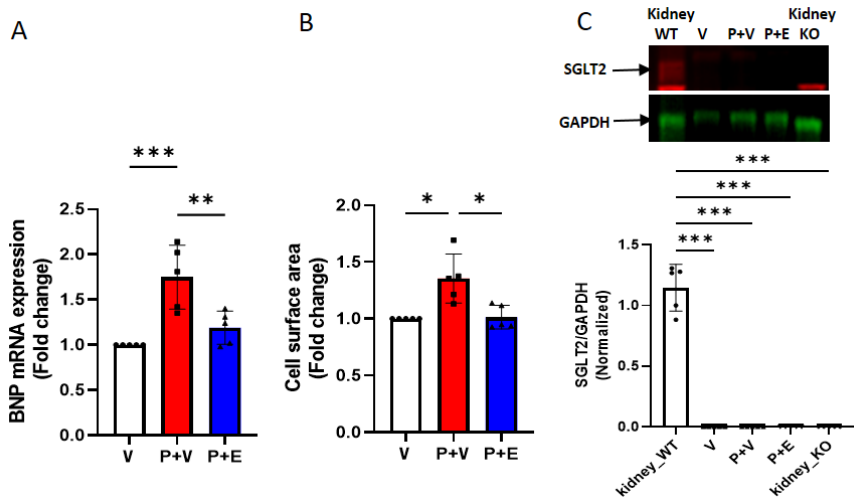 A
***
**
BNP mRNA expression
(Fold change)
2.5
2.0
1.5
1.0
0.5
0.0
V
P+V
P+E
B
*
*
Cell surface area
(Fold change)
2.0
1.5
1.0
0.5
0.0
V
P+V
P+E
C
Kidney Kidney
WT V P+V P+E KO
SGLT2
GAPDH
***
***
***
***
SGLT2/GAPDH
(Normalized)
1.5
1.0
0.5
0.0
kidney_WT
V
P+V
P+E
kidney_KO